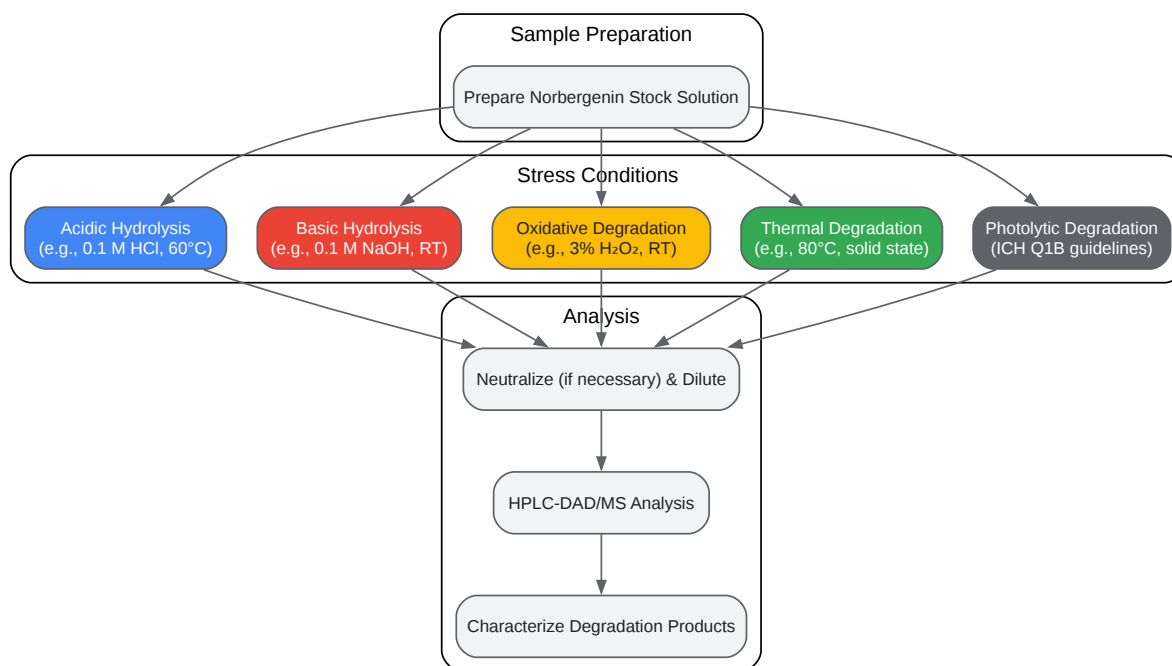 Sample Preparation
Prepare Norbergenin Stock Solution
Stress Conditions
Acidic Hydrolysis
(e.g., 0.1 M HCl, 60°C)
Basic Hydrolysis
(e.g., 0.1 M NaOH, RT)
Oxidative Degradation
(e.g., 3% H₂O₂, RT)
Thermal Degradation
(e.g., 80°C, solid state)
Photolytic Degradation
(ICH Q1B guidelines)
Analysis
Neutralize (if necessary) & Dilute
HPLC-DAD/MS Analysis
Characterize Degradation Products